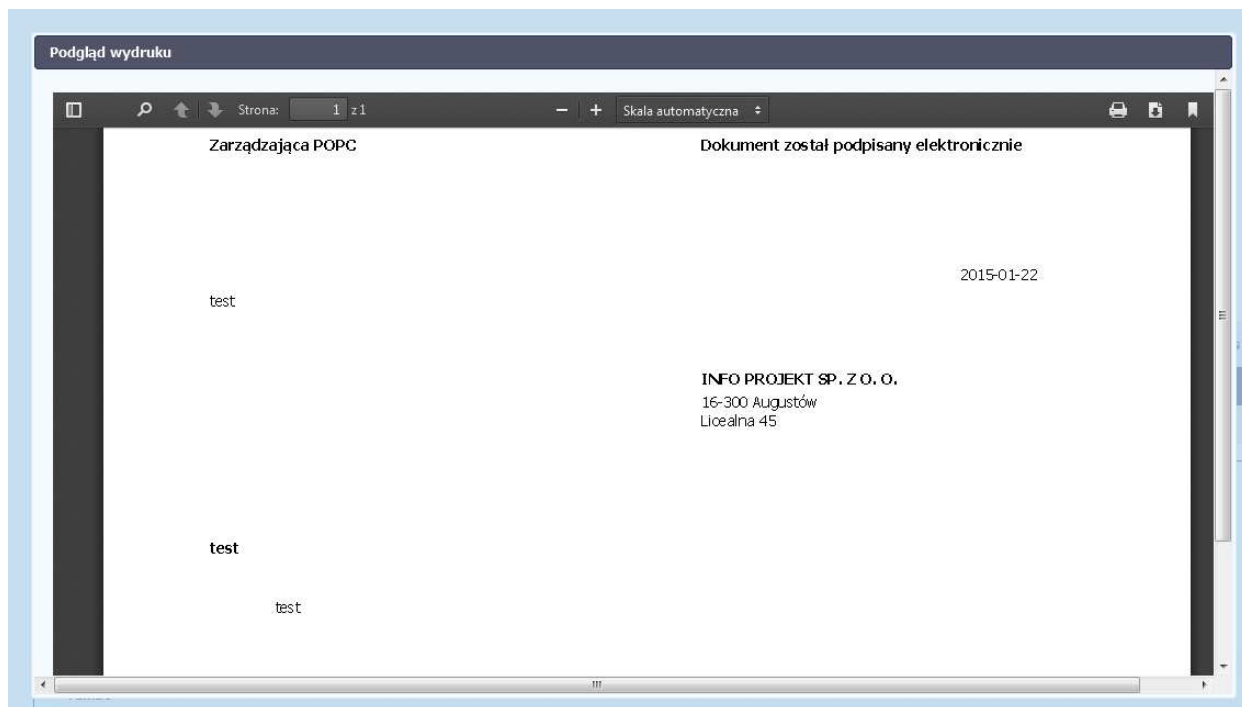 Podgląd wydruku
Strona: 1 z 1 − + Skala automatyczna
Zarządzająca POPC Dokument został podpisany elektronicznie
2015-01-22
test
INFO PROJEKT SP. Z O. O.
16-300 Augustów
Licealna 45
test
test